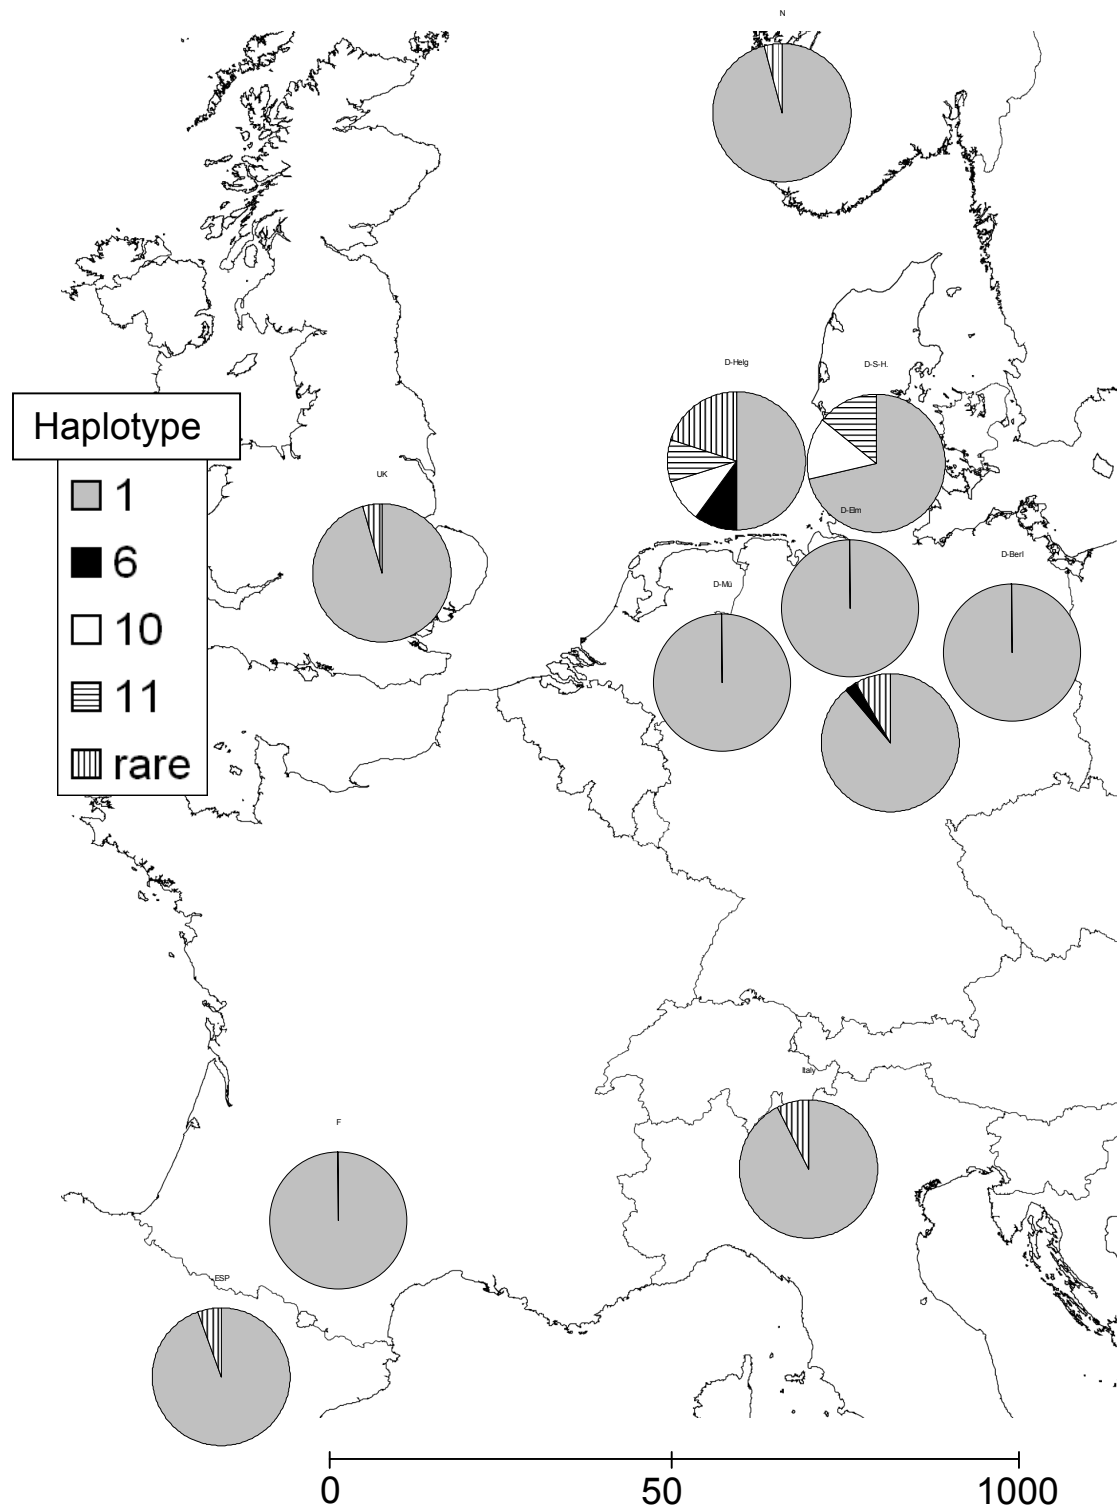 N
D-Helg
D-S-H.
Haplotype
UK
1
D-Elm
6
D-Berl
D-Mü
10
11
rare
Italy
F
ESP
0
50
1000